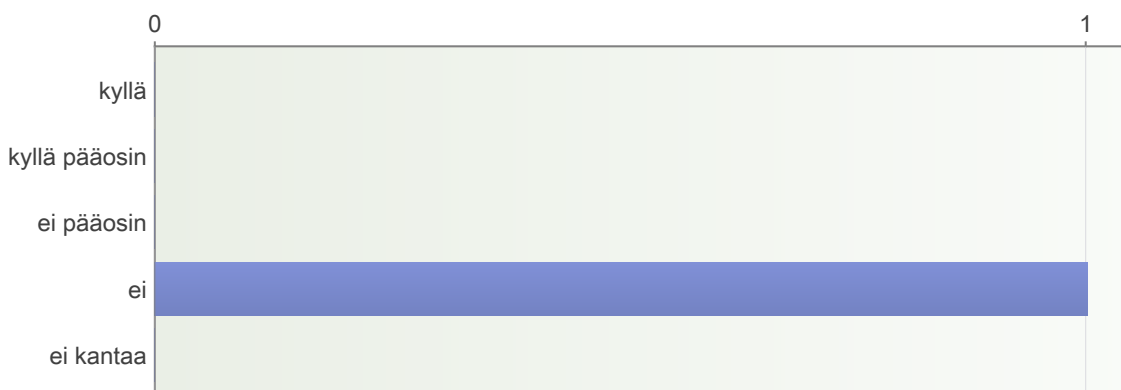 0 1
kyllä
kyllä pääosin
ei pääosin
ei
ei kantaa